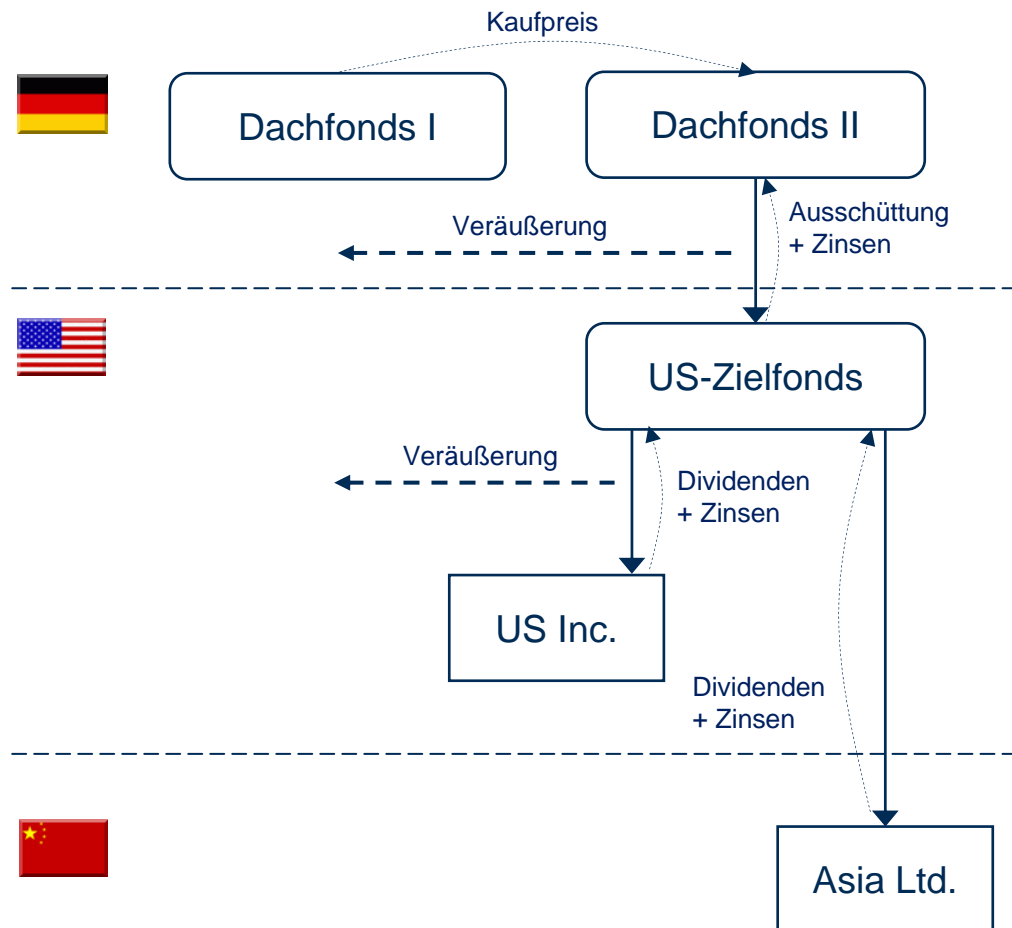 Kaufpreis
Dachfonds I
Dachfonds II
Veräußerung
Ausschüttung
+ Zinsen
US-Zielfonds
Veräußerung
Dividenden
+ Zinsen
US Inc.
Dividenden
+ Zinsen
Asia Ltd.